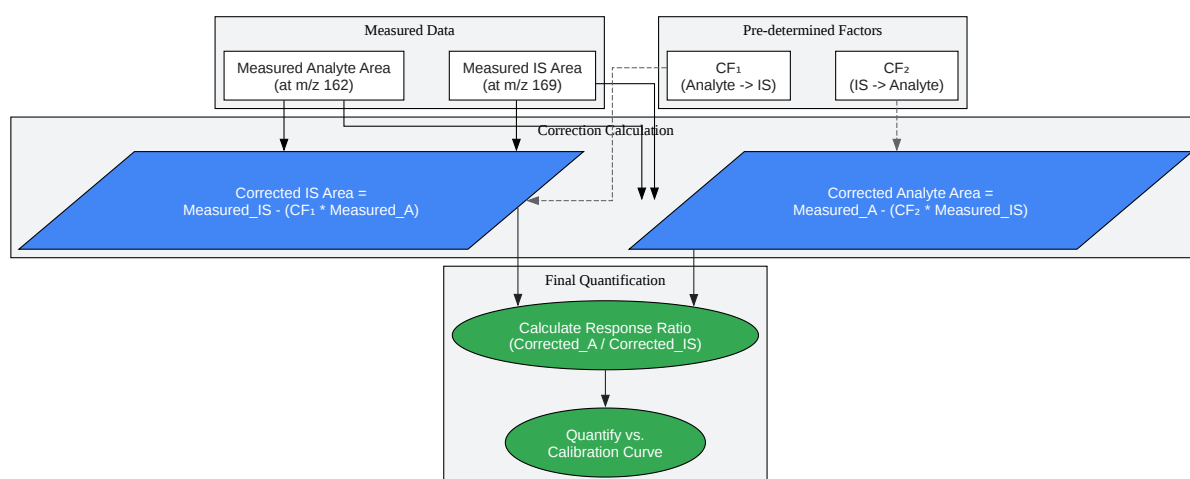 Measured Data
Pre-determined Factors
Measured Analyte Area
(at m/z 162)
Measured IS Area
(at m/z 169)
CF₁
(Analyte -> IS)
CF₂
(IS -> Analyte)
Correction Calculation
Corrected IS Area =
Measured_IS - (CF₁ * Measured_A)
Corrected Analyte Area =
Measured_A - (CF₂ * Measured_IS)
Final Quantification
Calculate Response Ratio
(Corrected_A / Corrected_IS)
Quantify vs.
Calibration Curve